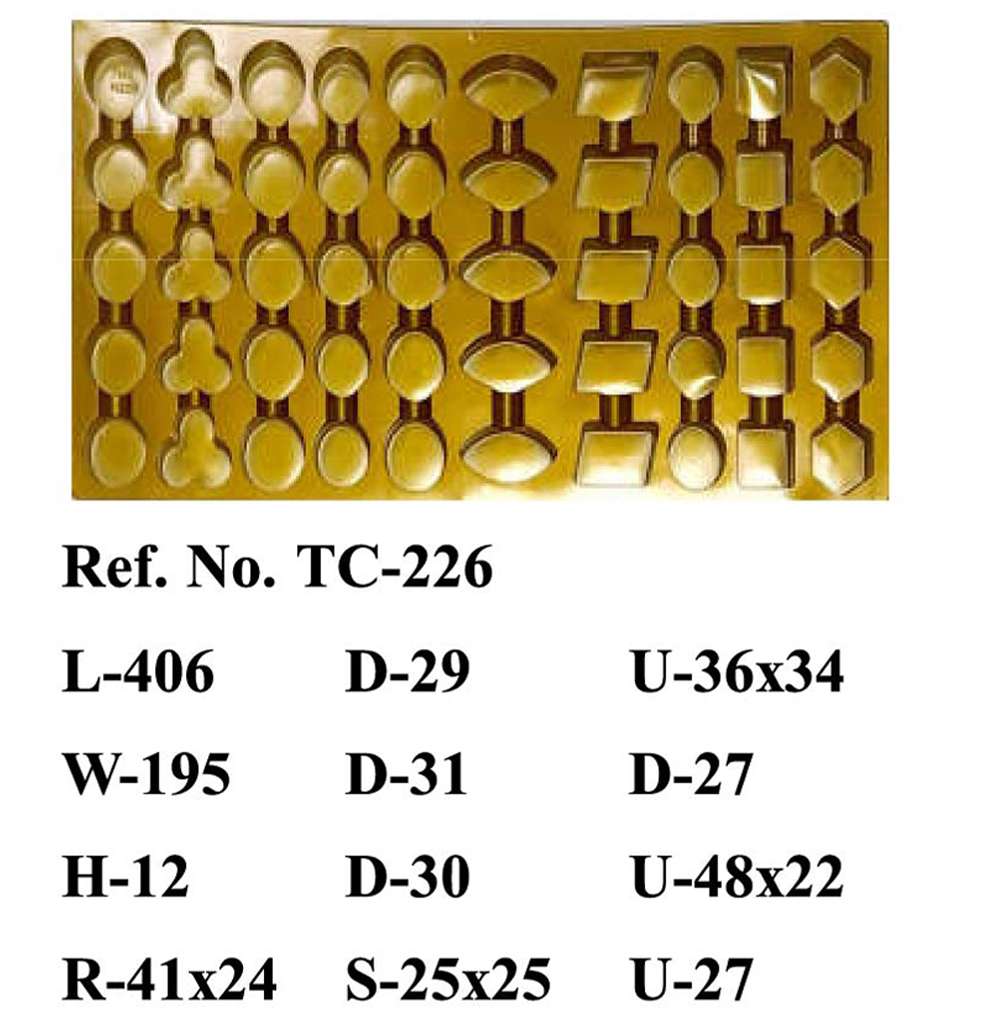 Ref. No. TC-226
L-406 D-29 U-36x34
W-195 D-31 D-27
H-12 D-30 U-48x22
R-41x24 S-25x25 U-27